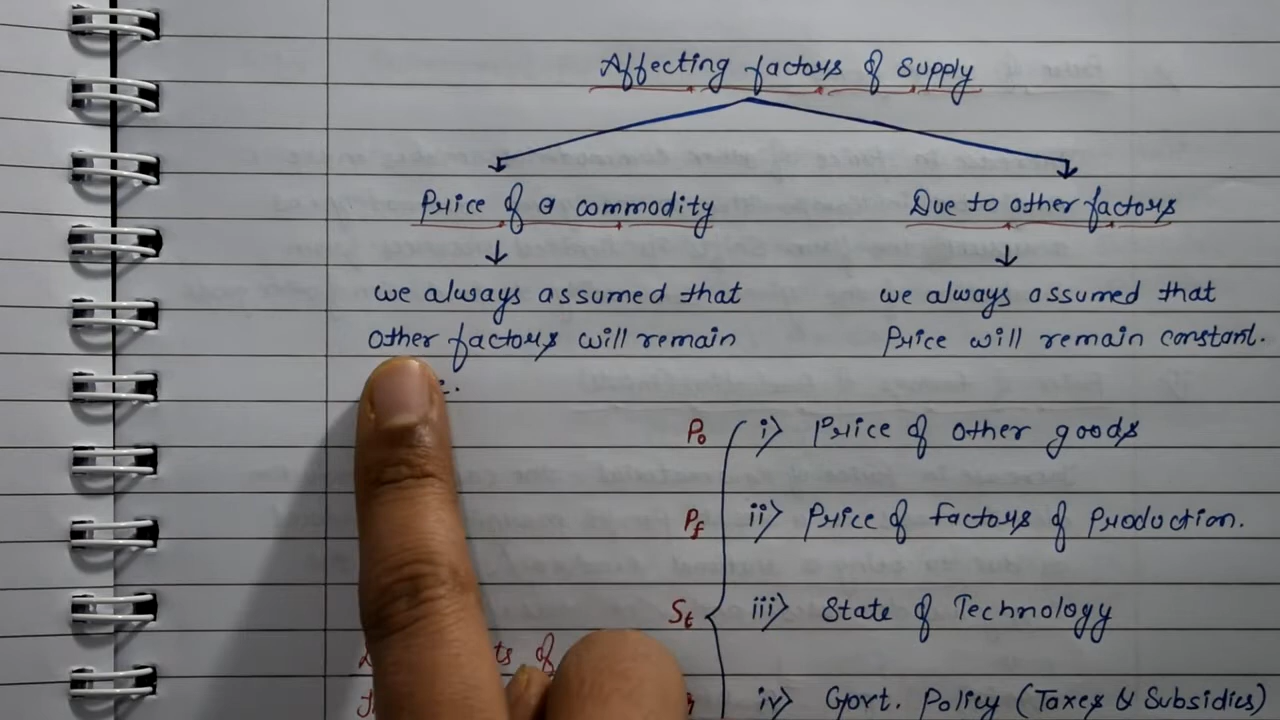 Affecting factors of supply
Price of a commodity
Due to other factors
we always assumed that
other factors will remain
we always assumed that
Price will remain constant.
Po i) Price of other goods
Pf ii) Price of factors of Production.
St iii) State of Technology
iv) Govt. Policy (Taxes & Subsidies)
of